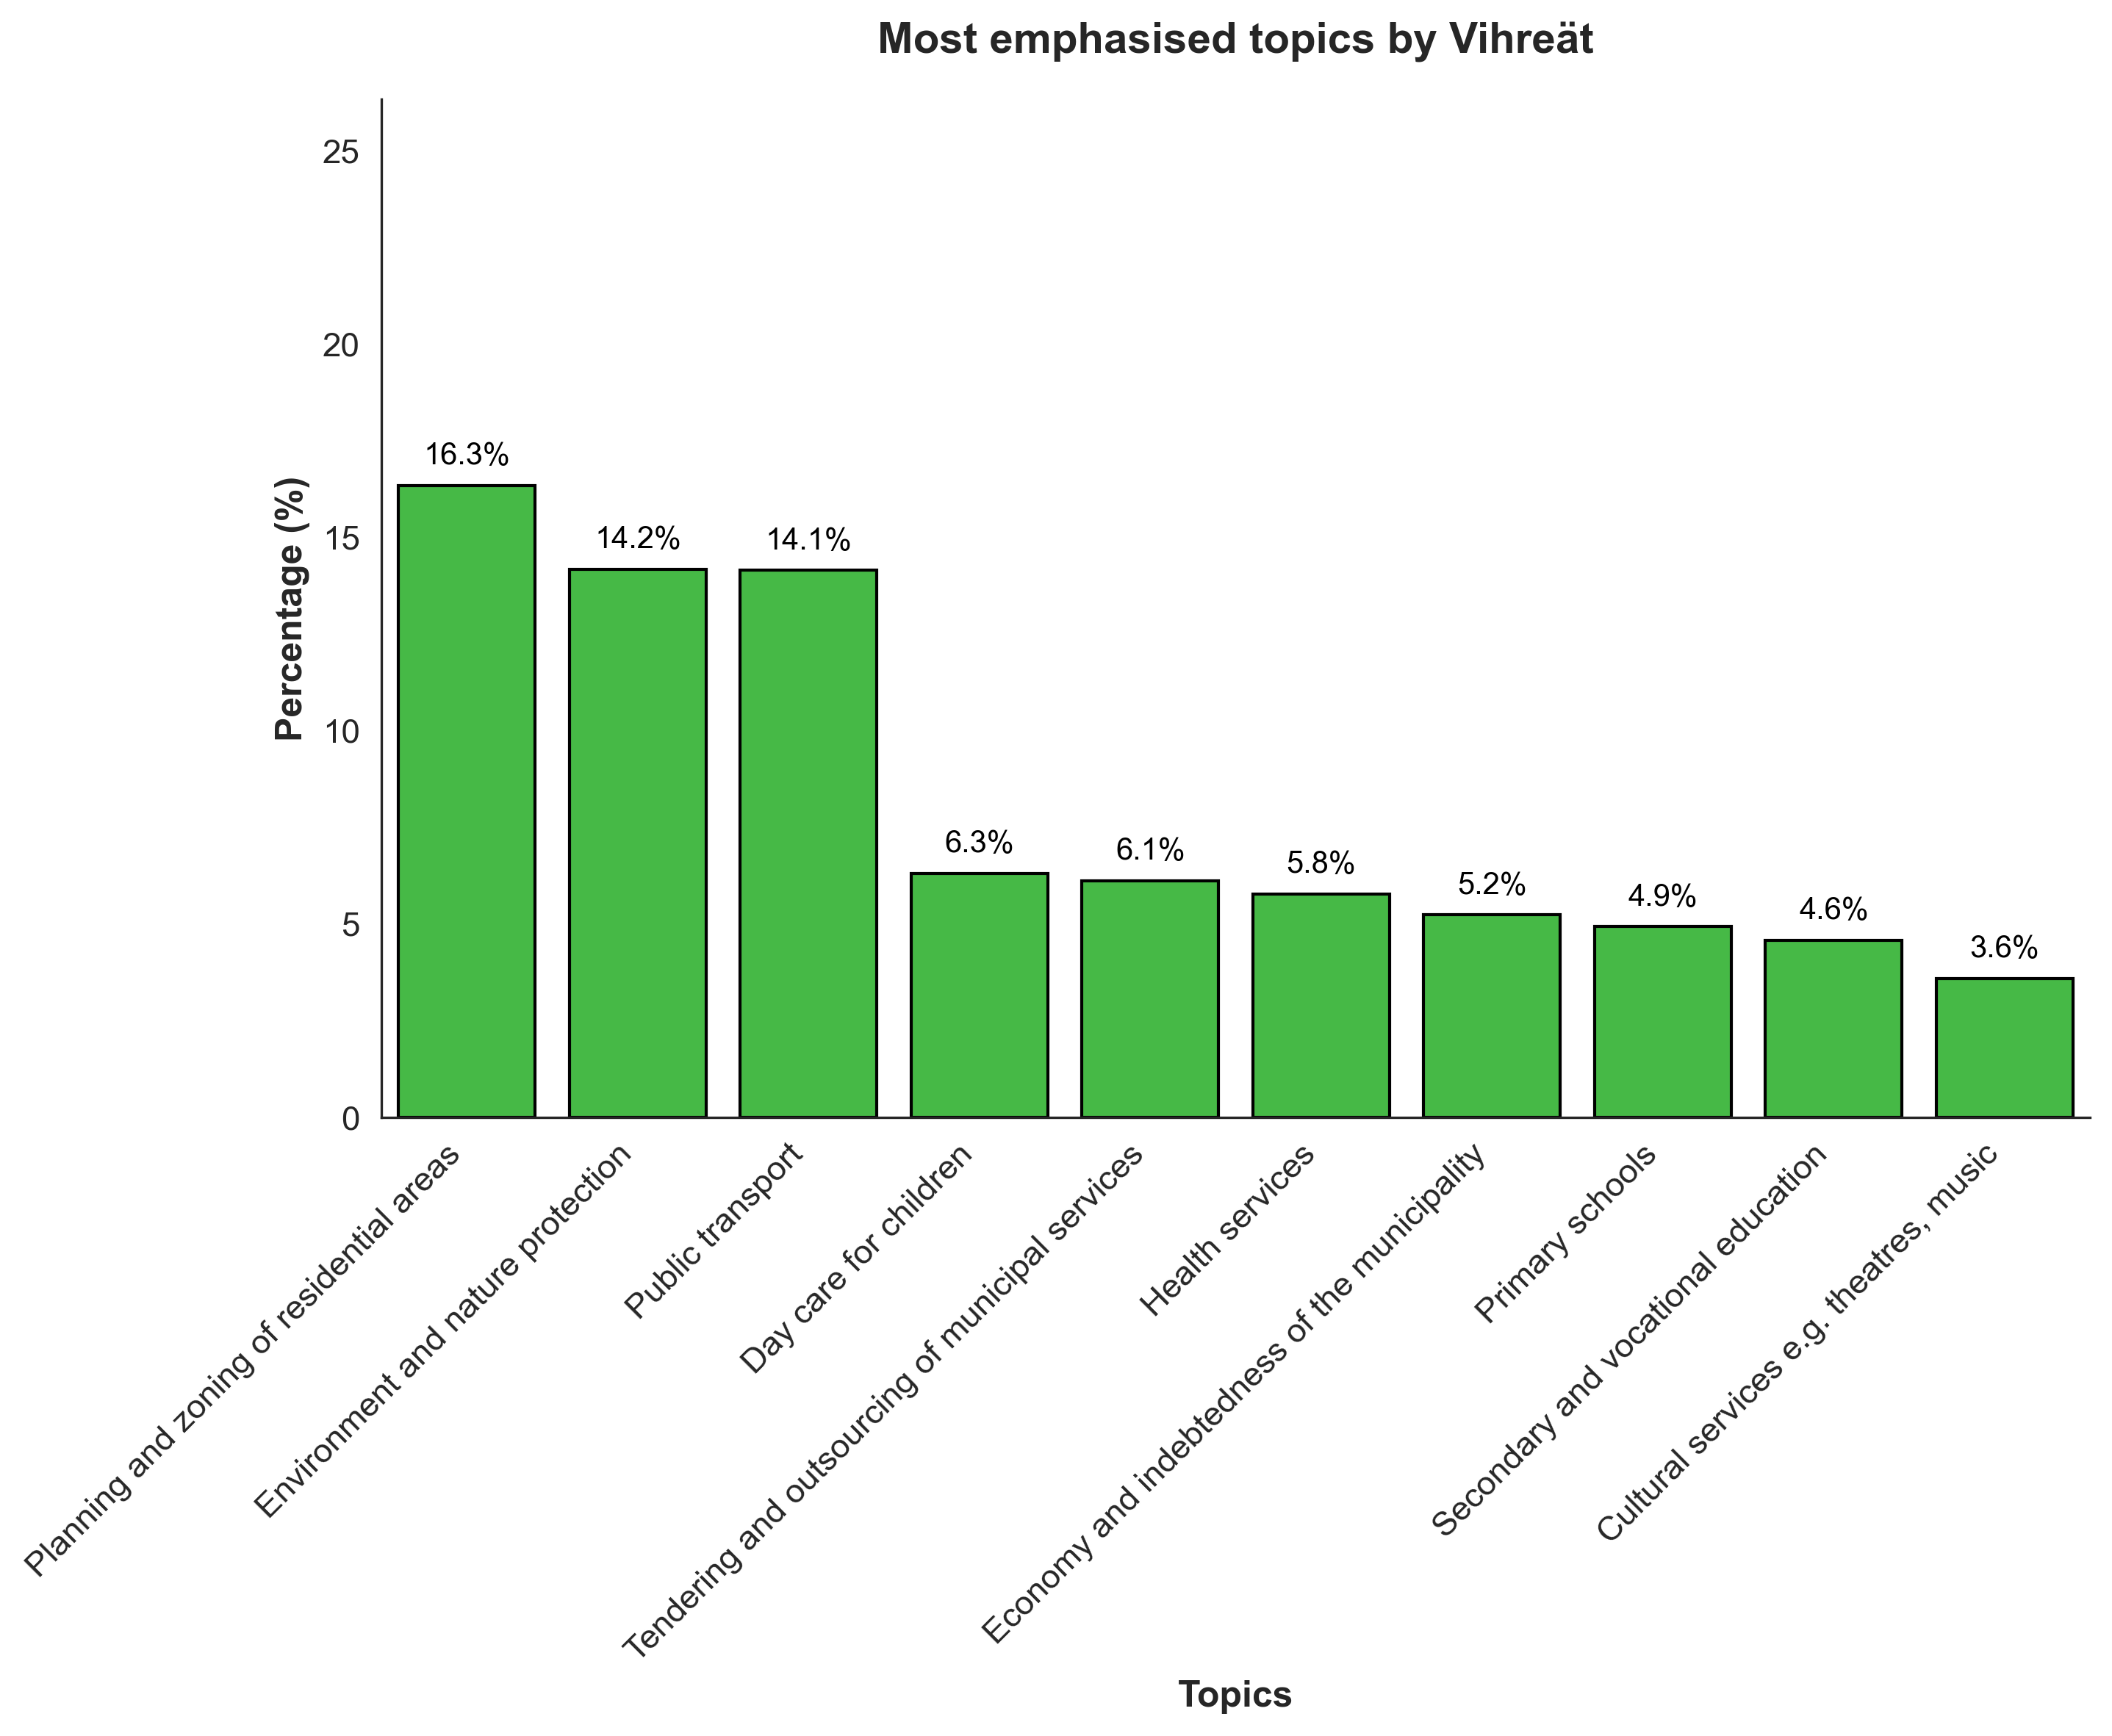 Most emphasised topics by Vihreät
Percentage (%)
25
20
15
10
5
0
16.3%
14.2%
14.1%
6.3%
6.1%
5.8%
5.2%
4.9%
4.6%
3.6%
Planning and zoning of residential areas
Environment and nature protection
Public transport
Day care for children
Tendering and outsourcing of municipal services
Health services
Economy and indebtedness of the municipality
Primary schools
Secondary and vocational education
Cultural services e.g. theatres, music
Topics